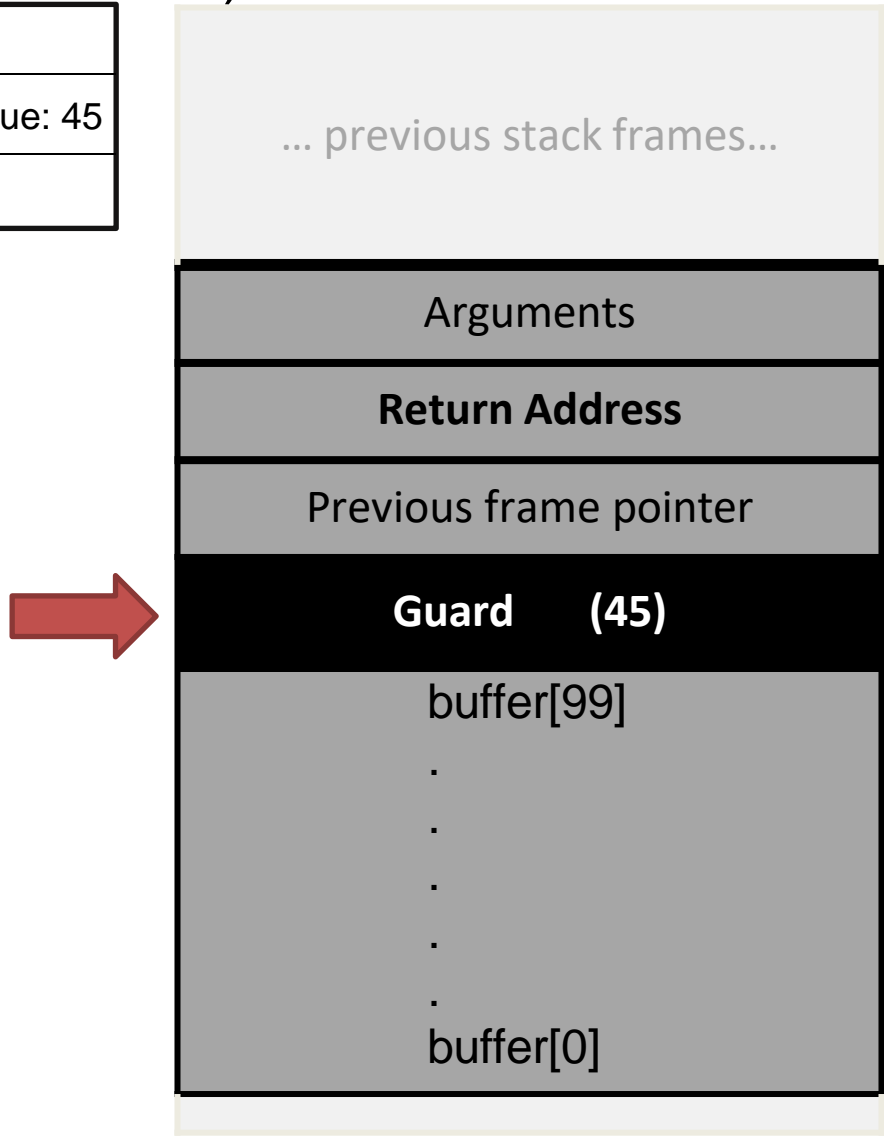 ue: 45
... previous stack frames...
Arguments
Return Address
Previous frame pointer
Guard (45)
buffer[99]
.
.
.
.
.
buffer[0]